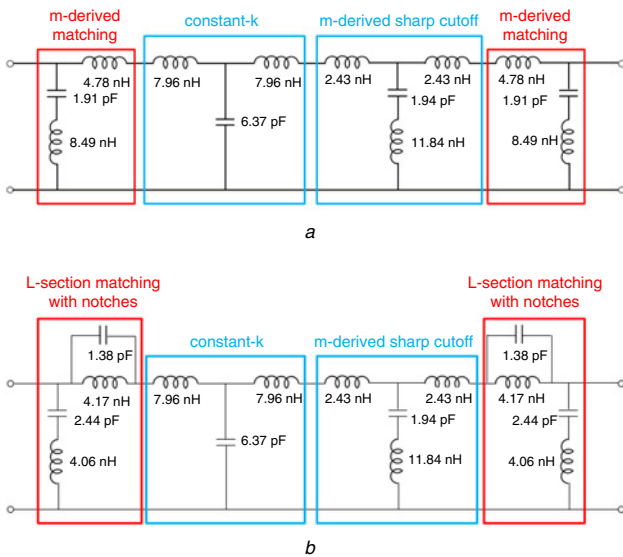 m-derived
matching
constant-k
m-derived sharp cutoff
m-derived
matching
4.78 nH
7.96 nH
7.96 nH
2.43 nH
2.43 nH
4.78 nH
1.91 pF
1.94 pF
1.91 pF
6.37 pF
8.49 nH
11.84 nH
8.49 nH
a
L-section matching
with notches
L-section matching
with notches
constant-k
m-derived sharp cutoff
1.38 pF
1.38 pF
4.17 nH
7.96 nH
7.96 nH
2.43 nH
2.43 nH
4.17 nH
2.44 pF
1.94 pF
2.44 pF
6.37 pF
4.06 nH
11.84 nH
4.06 nH
b